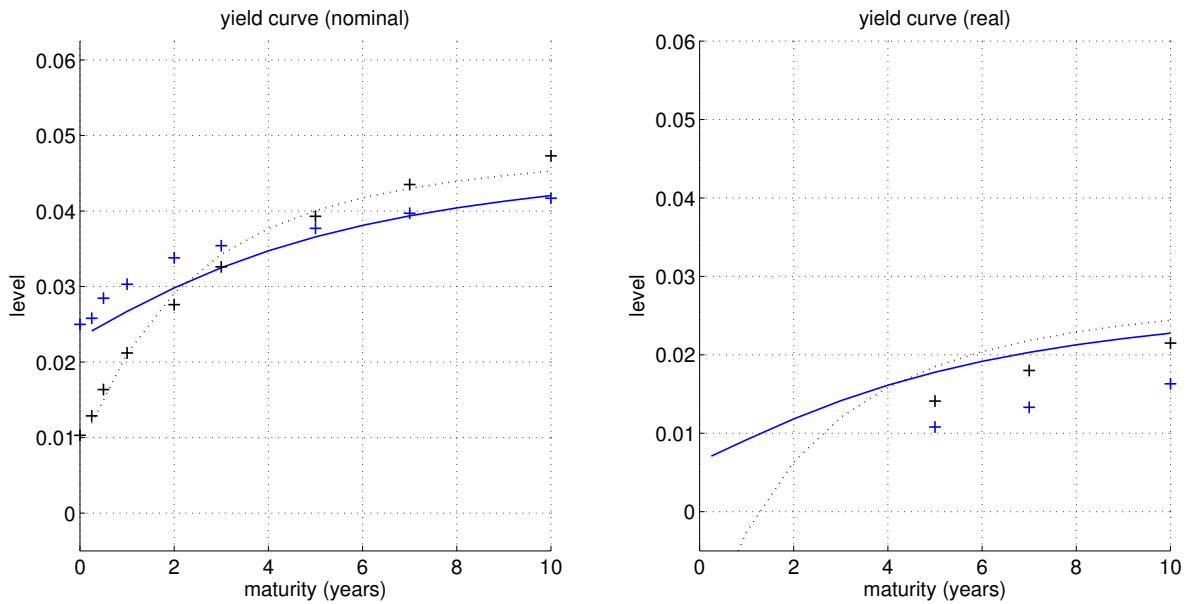 yield curve (nominal)
0.06
0.05
0.04
0.03
0.02
0.01
0
level
0 2 4 6 8 10
maturity (years)
yield curve (real)
0.06
0.05
0.04
0.03
0.02
0.01
0
level
0 2 4 6 8 10
maturity (years)